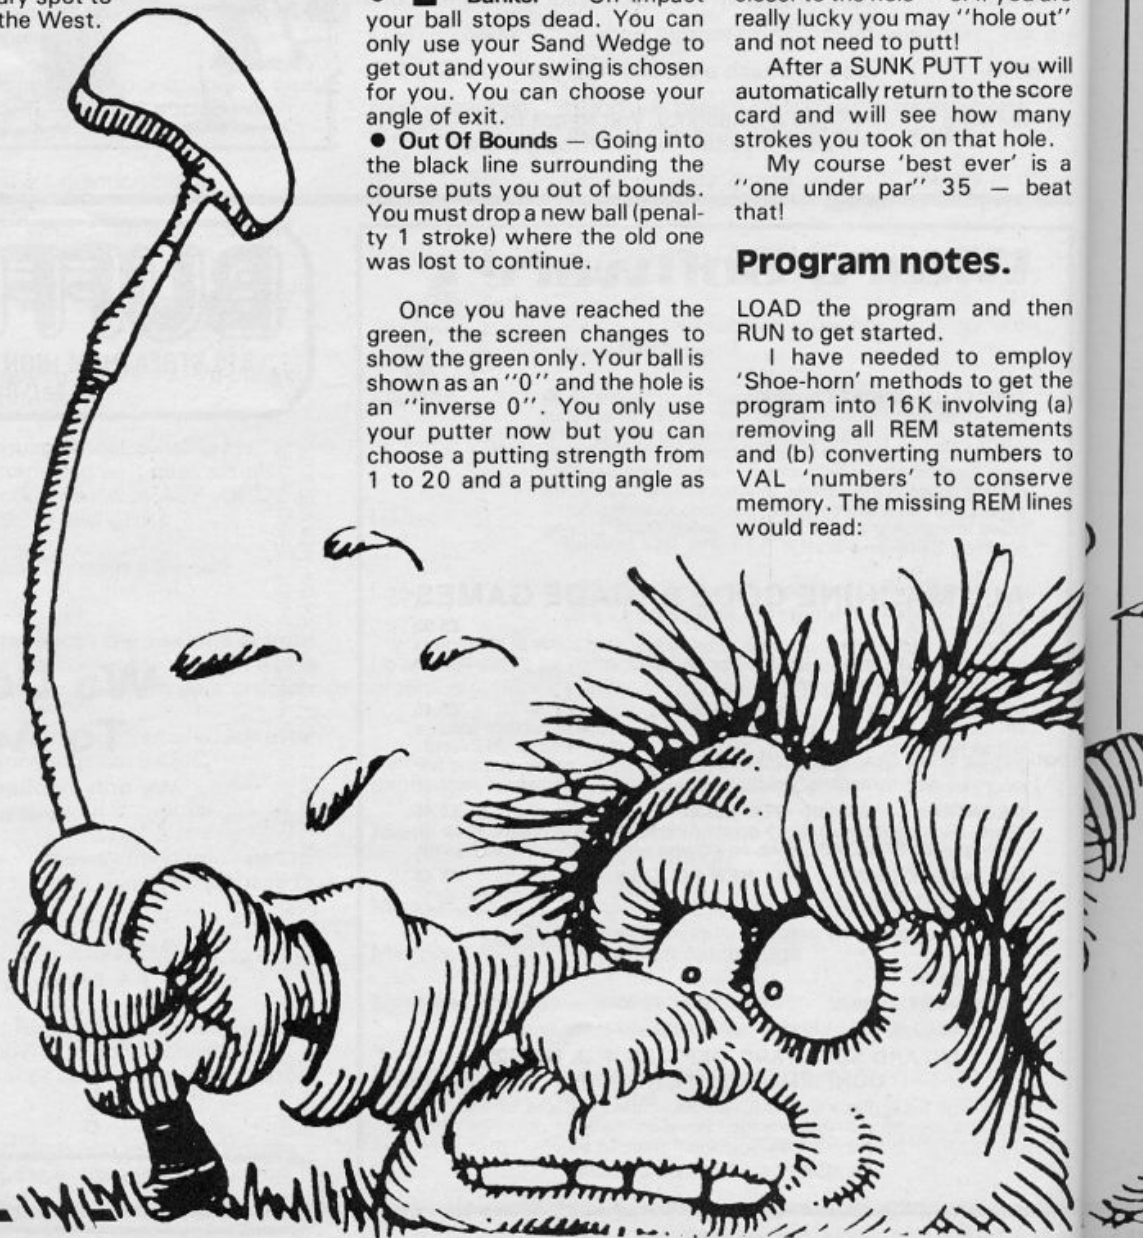 the West.
Bunke.
your ball stops dead. You can
only use your Sand Wedge to
get out and your swing is chosen
for you. You can choose your
angle of exit.
● Out Of Bounds — Going into
the black line surrounding the
course puts you out of bounds.
You must drop a new ball (penal-
ty 1 stroke) where the old one
was lost to continue.
Once you have reached the
green, the screen changes to
show the green only. Your ball is
shown as an "0" and the hole is
an "inverse 0". You only use
your putter now but you can
choose a putting strength from
1 to 20 and a putting angle as
really lucky you may "hole out"
and not need to putt!
After a SUNK PUTT you will
automatically return to the score
card and will see how many
strokes you took on that hole.
My course 'best ever' is a
"one under par" 35 — beat
that!
Program notes.
LOAD the program and then
RUN to get started.
I have needed to employ
'Shoe-horn' methods to get the
program into 16K involving (a)
removing all REM statements
and (b) converting numbers to
VAL 'numbers' to conserve
memory. The missing REM lines
would read: